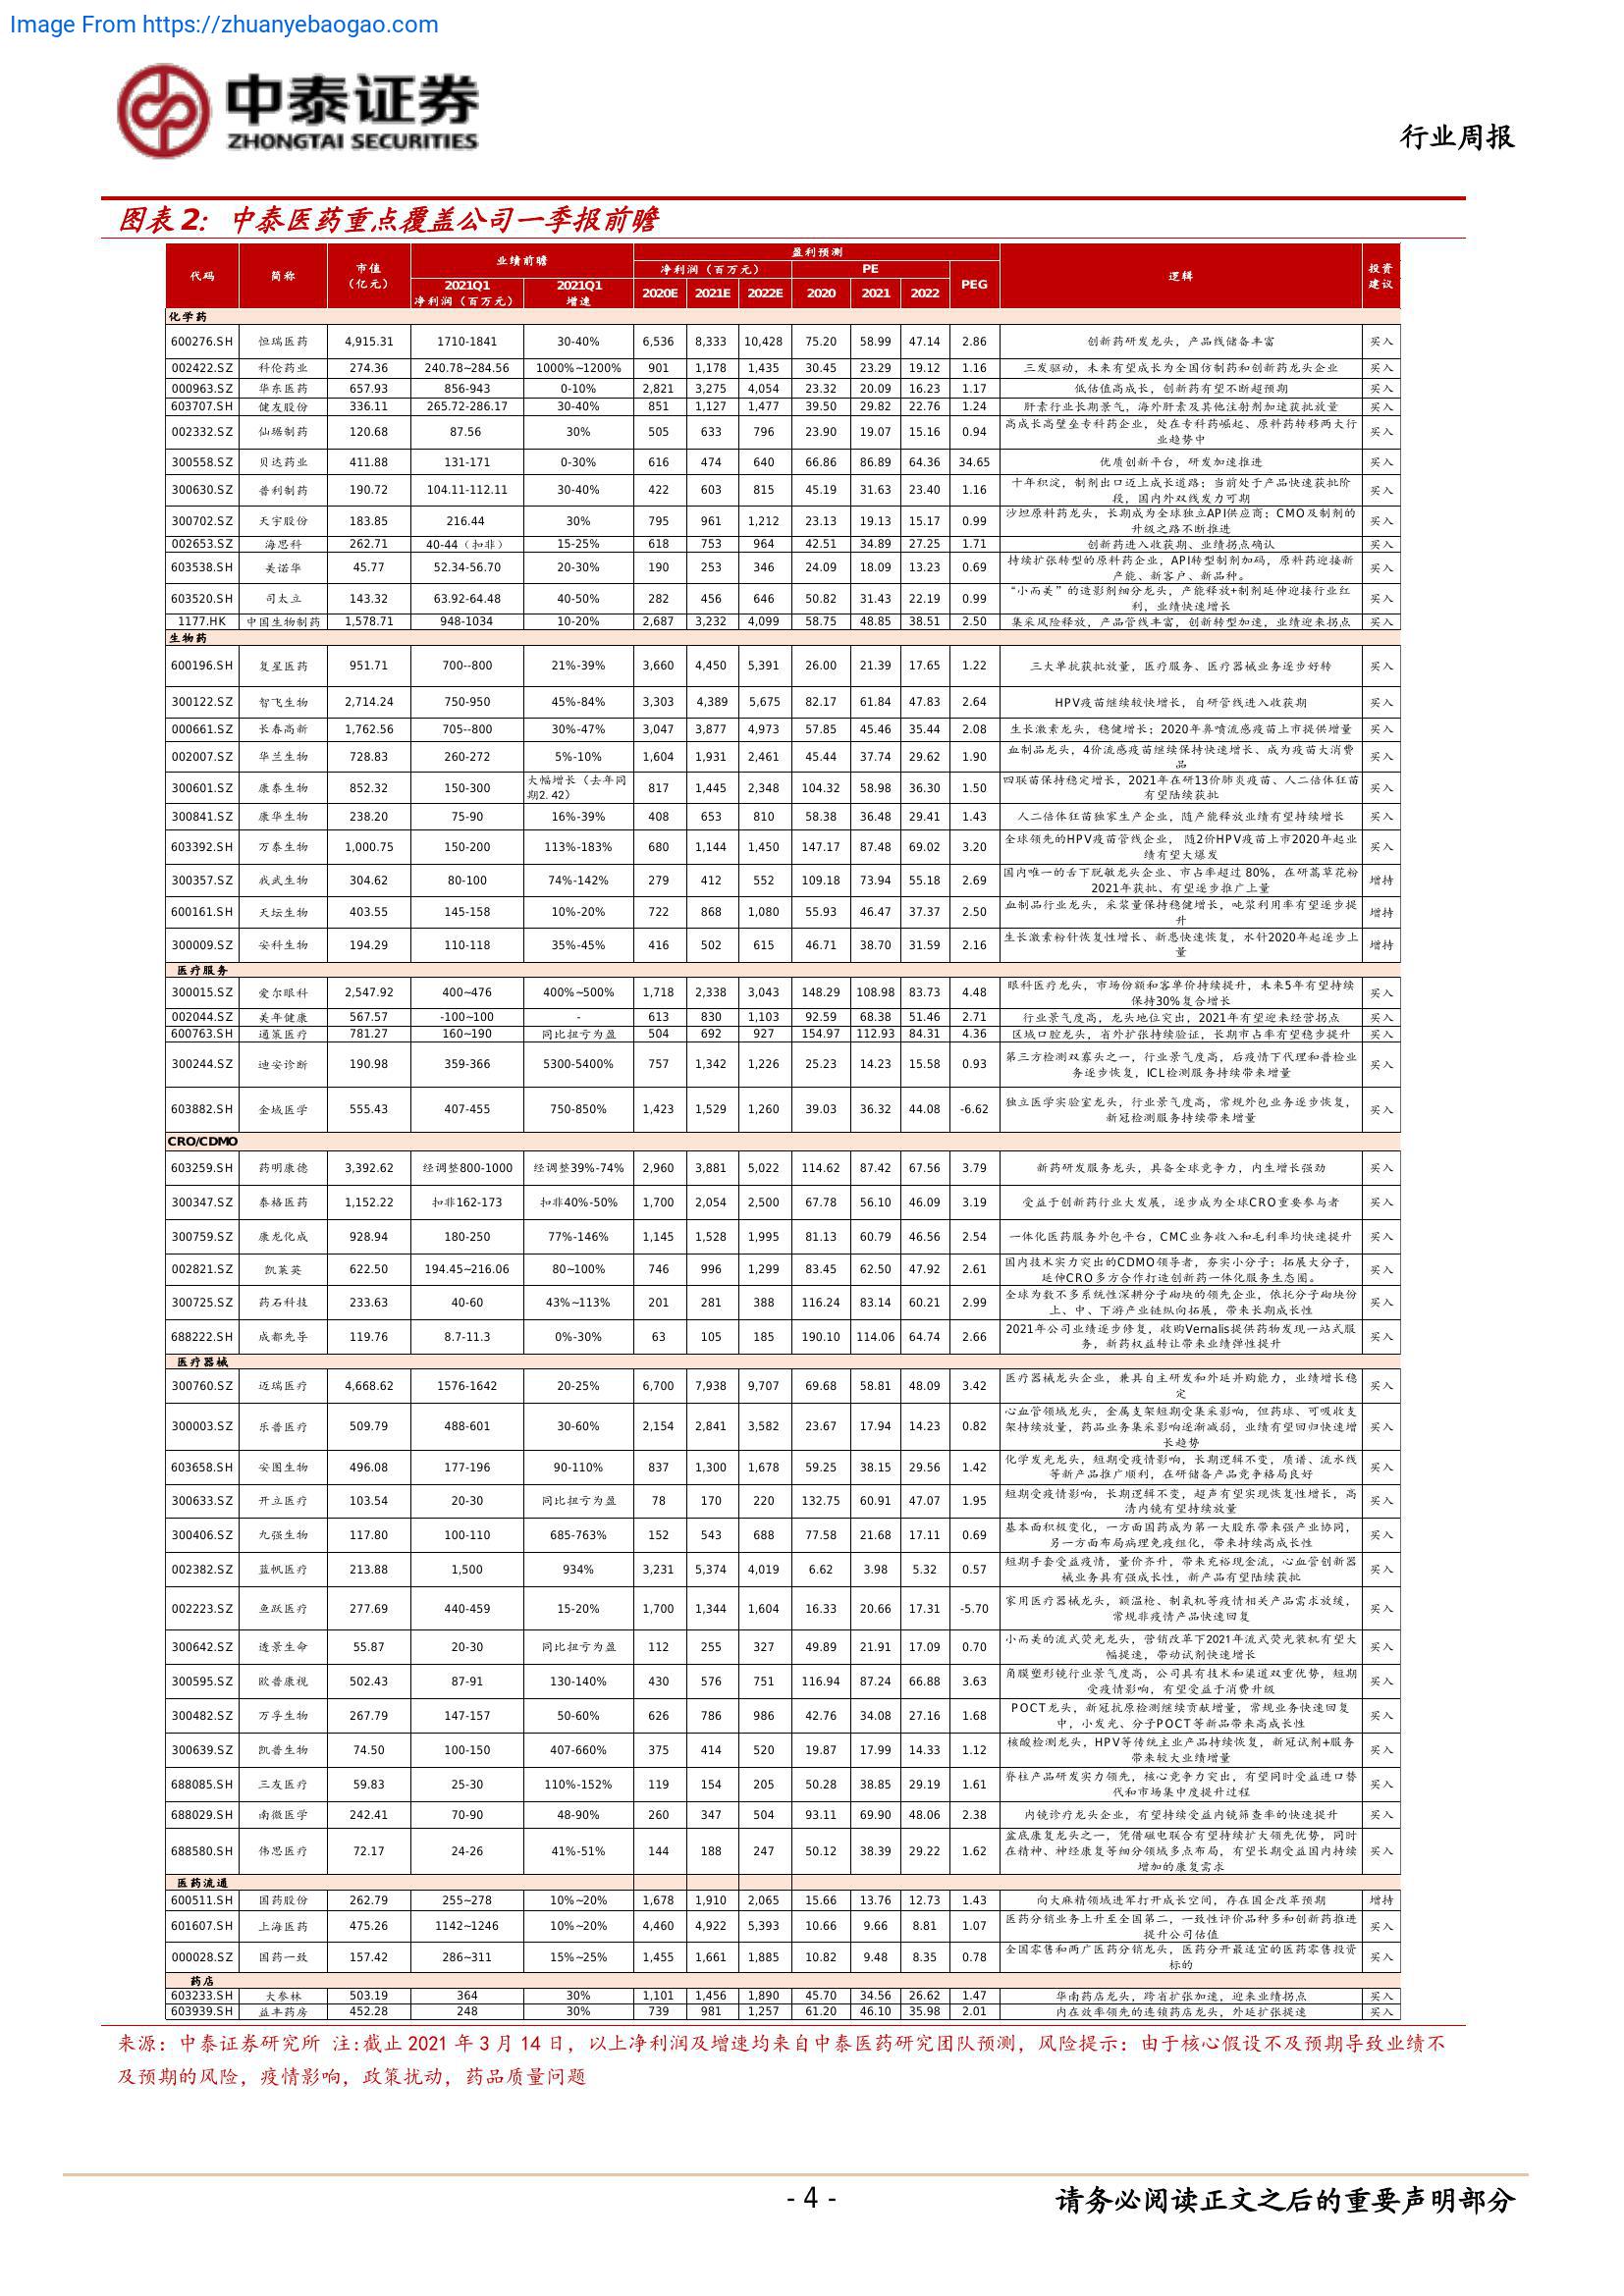 Image From https://zhuanyebaogao.com
中泰证券
ZHONGTAI SECURITIES
行业周报
图表 2：中泰医药重点覆盖公司一季报前瞻
代码 简称 市值（亿元） 业绩前瞻 盈利预测 逻辑 投资建议
净利润（百万元） PE PEG
2021Q1 净利润（百万元） 2021Q1 增速 2020E 2021E 2022E 2020 2021 2022
化学药
600276.SH 恒瑞医药 4,915.31 1710-1841 30-40% 6,536 8,333 10,428 75.20 58.99 47.14 2.86 创新药研发龙头，产品线储备丰富 买入
002422.SZ 科伦药业 274.36 240.78~284.56 1000%~1200% 901 1,178 1,435 30.45 23.29 19.12 1.16 三发驱动，未来有望成长为全国仿制药和创新药龙头企业 买入
000963.SZ 华东医药 657.93 856-943 0-10% 2,821 3,275 4,054 23.32 20.09 16.23 1.17 低估值高成长，创新药有望不断超预期 买入
603707.SH 健友股份 336.11 265.72-286.17 30-40% 851 1,127 1,477 39.50 29.82 22.76 1.24 肝素行业长期景气，海外肝素及其他注射剂加速获批放量 买入
002332.SZ 仙琚制药 120.68 87.56 30% 505 633 796 23.90 19.07 15.16 0.94 高成长高壁垒专科药企业，处在专科药崛起、原料药转移两大行业趋势中 买入
300558.SZ 贝达药业 411.88 131-171 0-30% 616 474 640 66.86 86.89 64.36 34.65 优质创新平台，研发加速推进 买入
300630.SZ 普利制药 190.72 104.11-112.11 30-40% 422 603 815 45.19 31.63 23.40 1.16 十年积淀，制剂出口迈上成长道路；当前处于产品快速获批阶段，国内外双线发力可期 买入
300702.SZ 天宇股份 183.85 216.44 30% 795 961 1,212 23.13 19.13 15.17 0.99 沙坦原料药龙头，长期成为全球独立API供应商；CMO及制剂的升级之路不断推进 买入
002653.SZ 海思科 262.71 40-44（扣非） 15-25% 618 753 964 42.51 34.89 27.25 1.71 创新药进入收获期、业绩拐点确认 买入
603538.SH 美诺华 45.77 52.34-56.70 20-30% 190 253 346 24.09 18.09 13.23 0.69 持续扩张转型的原料药企业，API转型制剂加码，原料药迎接新产能、新客户、新品种。 买入
603520.SH 司太立 143.32 63.92-64.48 40-50% 282 456 646 50.82 31.43 22.19 0.99 “小而美”的造影剂细分龙头，产能释放+制剂延伸迎接行业红利，业绩快速增长 买入
1177.HK 中国生物制药 1,578.71 948-1034 10-20% 2,687 3,232 4,099 58.75 48.85 38.51 2.50 集采风险释放，产品管线丰富，创新转型加速，业绩迎来拐点 买入
生物药
600196.SH 复星医药 951.71 700--800 21%-39% 3,660 4,450 5,391 26.00 21.39 17.65 1.22 三大单抗获批放量，医疗服务、医疗器械业务逐步好转 买入
300122.SZ 智飞生物 2,714.24 750-950 45%-84% 3,303 4,389 5,675 82.17 61.84 47.83 2.64 HPV疫苗继续较快增长，自研管线进入收获期 买入
000661.SZ 长春高新 1,762.56 705--800 30%-47% 3,047 3,877 4,973 57.85 45.46 35.44 2.08 生长激素龙头，稳健增长；2020年鼻喷流感疫苗上市提供增量 买入
002007.SZ 华兰生物 728.83 260-272 5%-10% 1,604 1,931 2,461 45.44 37.74 29.62 1.90 血制品龙头，4价流感疫苗继续保持快速增长、成为疫苗大消费品 买入
300601.SZ 康泰生物 852.32 150-300 大幅增长（去年同期2.42） 817 1,445 2,348 104.32 58.98 36.30 1.50 四联苗保持稳定增长，2021年在研13价肺炎疫苗、人二倍体狂苗有望陆续获批 买入
300841.SZ 康华生物 238.20 75-90 16%-39% 408 653 810 58.38 36.48 29.41 1.43 人二倍体狂苗独家生产企业，随产能释放业绩有望持续增长 买入
603392.SH 万泰生物 1,000.75 150-200 113%-183% 680 1,144 1,450 147.17 87.48 69.02 3.20 全球领先的HPV疫苗管线企业， 随2价HPV疫苗上市2020年起业绩有望大爆发 买入
300357.SZ 我武生物 304.62 80-100 74%-142% 279 412 552 109.18 73.94 55.18 2.69 国内唯一的舌下脱敏龙头企业、市占率超过 80%，在研蒿草花粉2021年获批、有望逐步推广上量 增持
600161.SH 天坛生物 403.55 145-158 10%-20% 722 868 1,080 55.93 46.47 37.37 2.50 血制品行业龙头，采浆量保持稳健增长，吨浆利用率有望逐步提升 增持
300009.SZ 安科生物 194.29 110-118 35%-45% 416 502 615 46.71 38.70 31.59 2.16 生长激素粉针恢复性增长、新患快速恢复，水针2020年起逐步上量 增持
医疗服务
300015.SZ 爱尔眼科 2,547.92 400~476 400%~500% 1,718 2,338 3,043 148.29 108.98 83.73 4.48 眼科医疗龙头，市场份额和客单价持续提升，未来5年有望持续保持30%复合增长 买入
002044.SZ 美年健康 567.57 -100~100 - 613 830 1,103 92.59 68.38 51.46 2.71 行业景气度高，龙头地位突出，2021年有望迎来经营拐点 买入
600763.SH 通策医疗 781.27 160~190 同比扭亏为盈 504 692 927 154.97 112.93 84.31 4.36 区域口腔龙头，省外扩张持续验证，长期市占率有望稳步提升 买入
300244.SZ 迪安诊断 190.98 359-366 5300-5400% 757 1,342 1,226 25.23 14.23 15.58 0.93 第三方检测双寡头之一，行业景气度高，后疫情下代理和普检业务逐步恢复，ICL检测服务持续带来增量 买入
603882.SH 金域医学 555.43 407-455 750-850% 1,423 1,529 1,260 39.03 36.32 44.08 -6.62 独立医学实验室龙头，行业景气度高，常规外包业务逐步恢复，新冠检测服务持续带来增量 买入
CRO/CDMO
603259.SH 药明康德 3,392.62 经调整800-1000 经调整39%-74% 2,960 3,881 5,022 114.62 87.42 67.56 3.79 新药研发服务龙头，具备全球竞争力，内生增长强劲 买入
300347.SZ 泰格医药 1,152.22 扣非162-173 扣非40%-50% 1,700 2,054 2,500 67.78 56.10 46.09 3.19 受益于创新药行业大发展，逐步成为全球CRO重要参与者 买入
300759.SZ 康龙化成 928.94 180-250 77%-146% 1,145 1,528 1,995 81.13 60.79 46.56 2.54 一体化医药服务外包平台，CMC业务收入和毛利率均快速提升 买入
002821.SZ 凯莱英 622.50 194.45~216.06 80~100% 746 996 1,299 83.45 62.50 47.92 2.61 国内技术实力突出的CDMO领导者，夯实小分子；拓展大分子，延伸CRO多方合作打造创新药一体化服务生态圈。 买入
300725.SZ 药石科技 233.63 40-60 43%~113% 201 281 388 116.24 83.14 60.21 2.99 全球为数不多系统性深耕分子砌块的领先企业，依托分子砌块份上、中、下游产业链纵向拓展，带来长期成长性 买入
688222.SH 成都先导 119.76 8.7-11.3 0%-30% 63 105 185 190.10 114.06 64.74 2.66 2021年公司业绩逐步修复，收购Vernalis提供药物发现一站式服务，新药权益转让带来业绩弹性提升 买入
医疗器械
300760.SZ 迈瑞医疗 4,668.62 1576-1642 20-25% 6,700 7,938 9,707 69.68 58.81 48.09 3.42 医疗器械龙头企业，兼具自主研发和外延并购能力，业绩增长稳定 买入
300003.SZ 乐普医疗 509.79 488-601 30-60% 2,154 2,841 3,582 23.67 17.94 14.23 0.82 心血管领域龙头，金属支架短期受集采影响，但药球、可吸收支架持续放量，药品业务集采影响逐渐减弱，业绩有望回归快速增长趋势 买入
603658.SH 安图生物 496.08 177-196 90-110% 837 1,300 1,678 59.25 38.15 29.56 1.42 化学发光龙头，短期受疫情影响，长期逻辑不变，质谱、流水线等新产品推广顺利，在研储备产品竞争格局良好 买入
300633.SZ 开立医疗 103.54 20-30 同比扭亏为盈 78 170 220 132.75 60.91 47.07 1.95 短期受疫情影响，长期逻辑不变，超声有望实现恢复性增长，高清内镜有望持续放量 买入
300406.SZ 九强生物 117.80 100-110 685-763% 152 543 688 77.58 21.68 17.11 0.69 基本面积极变化，一方面国药成为第一大股东带来强产业协同，另一方面布局病理免疫组化，带来持续高成长性 买入
002382.SZ 蓝帆医疗 213.88 1,500 934% 3,231 5,374 4,019 6.62 3.98 5.32 0.57 短期手套受益疫情，量价齐升，带来充裕现金流，心血管创新器械业务具有强成长性，新产品有望陆续获批 买入
002223.SZ 鱼跃医疗 277.69 440-459 15-20% 1,700 1,344 1,604 16.33 20.66 17.31 -5.70 家用医疗器械龙头，额温枪、制氧机等疫情相关产品需求放缓，常规非疫情产品快速回复 买入
300642.SZ 透景生命 55.87 20-30 同比扭亏为盈 112 255 327 49.89 21.91 17.09 0.70 小而美的流式荧光龙头，营销改革下2021年流式荧光装机有望大幅提速，带动试剂快速增长 买入
300595.SZ 欧普康视 502.43 87-91 130-140% 430 576 751 116.94 87.24 66.88 3.63 角膜塑形镜行业景气度高，公司具有技术和渠道双重优势，短期受疫情影响，有望受益于消费升级 买入
300482.SZ 万孚生物 267.79 147-157 50-60% 626 786 986 42.76 34.08 27.16 1.68 POCT龙头，新冠抗原检测继续贡献增量，常规业务快速回复中，小发光、分子POCT等新品带来高成长性 买入
300639.SZ 凯普生物 74.50 100-150 407-660% 375 414 520 19.87 17.99 14.33 1.12 核酸检测龙头，HPV等传统主业产品持续恢复，新冠试剂+服务带来较大业绩增量 买入
688085.SH 三友医疗 59.83 25-30 110%-152% 119 154 205 50.28 38.85 29.19 1.61 脊柱产品研发实力领先，核心竞争力突出，有望同时受益进口替代和市场集中度提升过程 买入
688029.SH 南微医学 242.41 70-90 48-90% 260 347 504 93.11 69.90 48.06 2.38 内镜诊疗龙头企业，有望持续受益内镜筛查率的快速提升 买入
688580.SH 伟思医疗 72.17 24-26 41%-51% 144 188 247 50.12 38.39 29.22 1.62 盆底康复龙头之一，凭借磁电联合有望持续扩大领先优势，同时在精神、神经康复等细分领域多点布局，有望长期受益国内持续增加的康复需求 买入
医药流通
600511.SH 国药股份 262.79 255~278 10%~20% 1,678 1,910 2,065 15.66 13.76 12.73 1.43 向大麻精领域进军打开成长空间，存在国企改革预期 增持
601607.SH 上海医药 475.26 1142~1246 10%~20% 4,460 4,922 5,393 10.66 9.66 8.81 1.07 医药分销业务上升至全国第二，一致性评价品种多和创新药推进提升公司估值 买入
000028.SZ 国药一致 157.42 286~311 15%~25% 1,455 1,661 1,885 10.82 9.48 8.35 0.78 全国零售和两广医药分销龙头，医药分开最适宜的医药零售投资标的 买入
药店
603233.SH 大参林 503.19 364 30% 1,101 1,456 1,890 45.70 34.56 26.62 1.47 华南药店龙头，跨省扩张加速，迎来业绩拐点 买入
603939.SH 益丰药房 452.28 248 30% 739 981 1,257 61.20 46.10 35.98 2.01 内在效率领先的连锁药店龙头，外延扩张提速 买入
来源：中泰证券研究所 注:截止 2021 年 3 月 14 日，以上净利润及增速均来自中泰医药研究团队预测，风险提示：由于核心假设不及预期导致业绩不
及预期的风险，疫情影响，政策扰动，药品质量问题
- 4 -
请务必阅读正文之后的重要声明部分